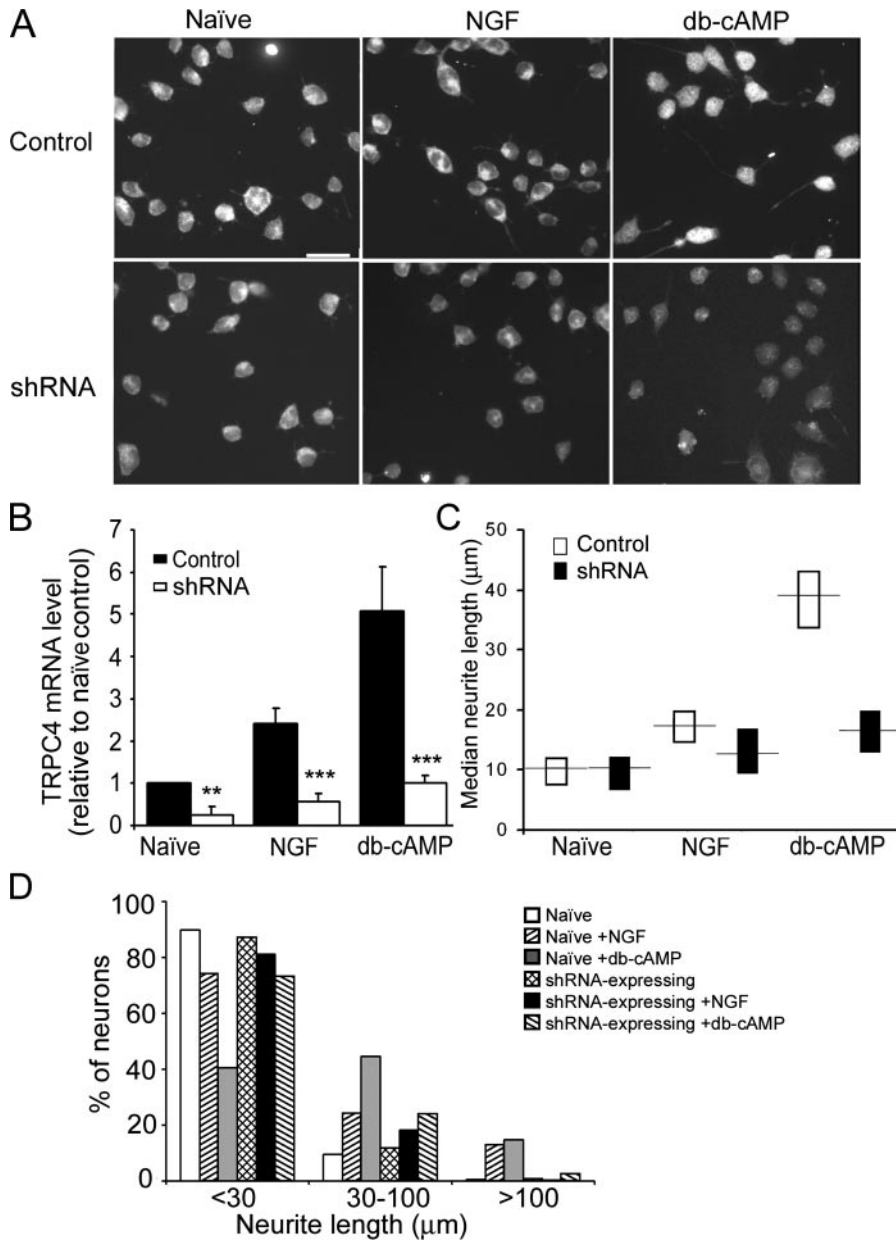 A
Naïve NGF db-cAMP
Control
shRNA
B
TRPC4 mRNA level
(relative to naïve control)
7
6
5
4
3
2
1
0
Control
shRNA
** *** ***
Naïve NGF db-cAMP
C
Median neurite length (μm)
50
40
30
20
10
0
Control
shRNA
Naïve NGF db-cAMP
D
% of neurons
100
80
60
40
20
0
Naïve
Naïve +NGF
Naïve +db-cAMP
shRNA-expressing
shRNA-expressing +NGF
shRNA-expressing +db-cAMP
<30 30-100 >100
Neurite length (μm)